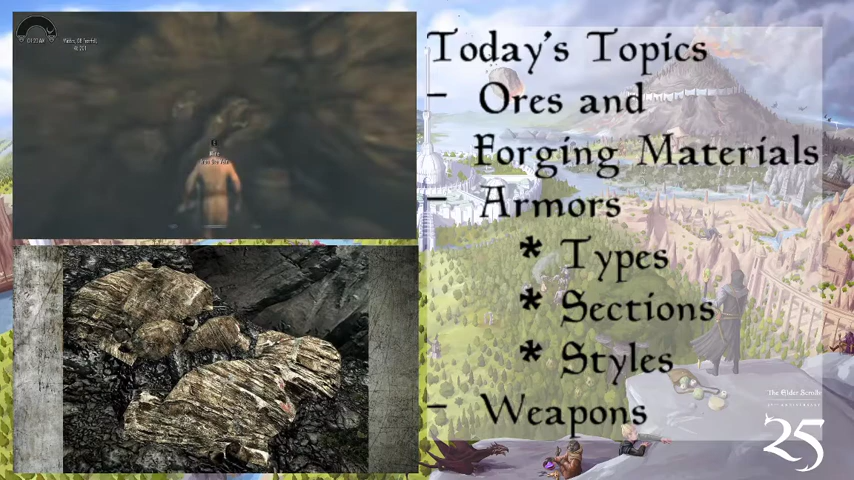 Today's Topics
- Ores and
Forging Materials
- Armors
* Types
* Sections
* Styles
- Weapons
The Elder Scrolls
25